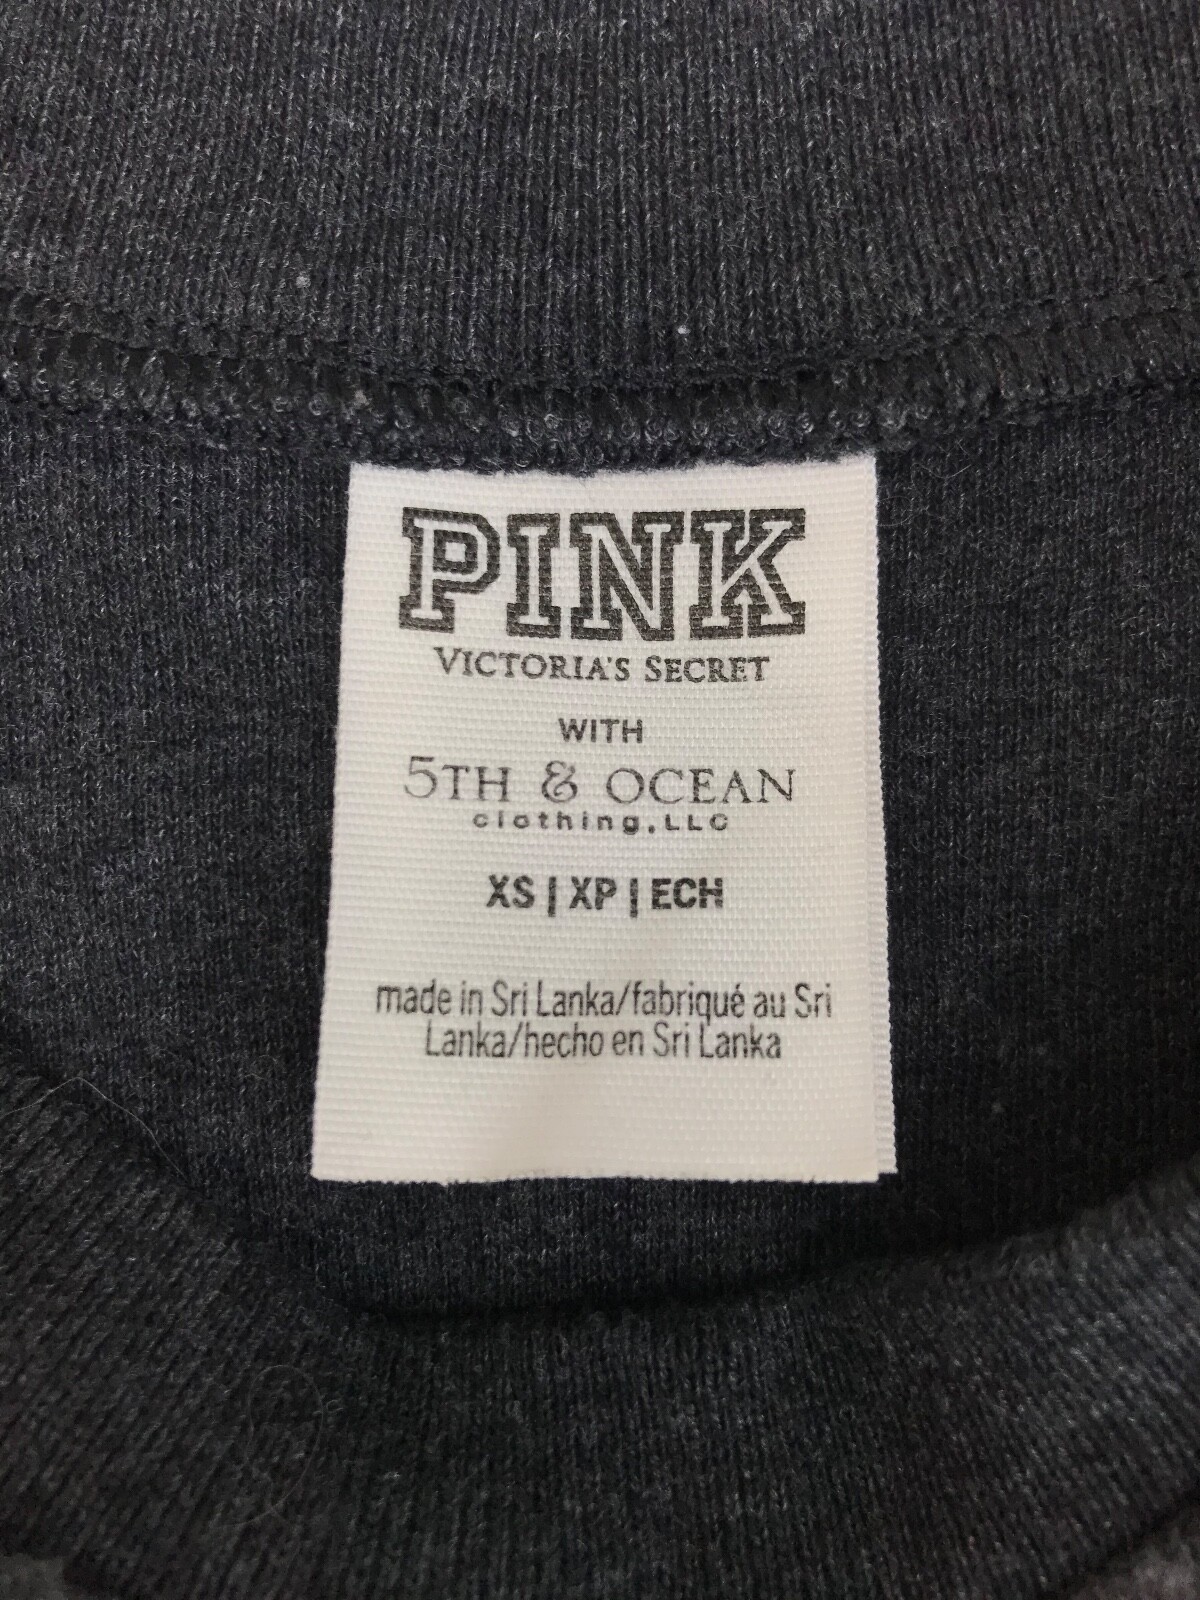 PINK
VICTORIA'S SECRET
WITH
5TH & OCEAN
clothing, LLC
XS | XP | ECH
made in Sri Lanka/fabriqué au Sri
Lanka/hecho en Sri Lanka